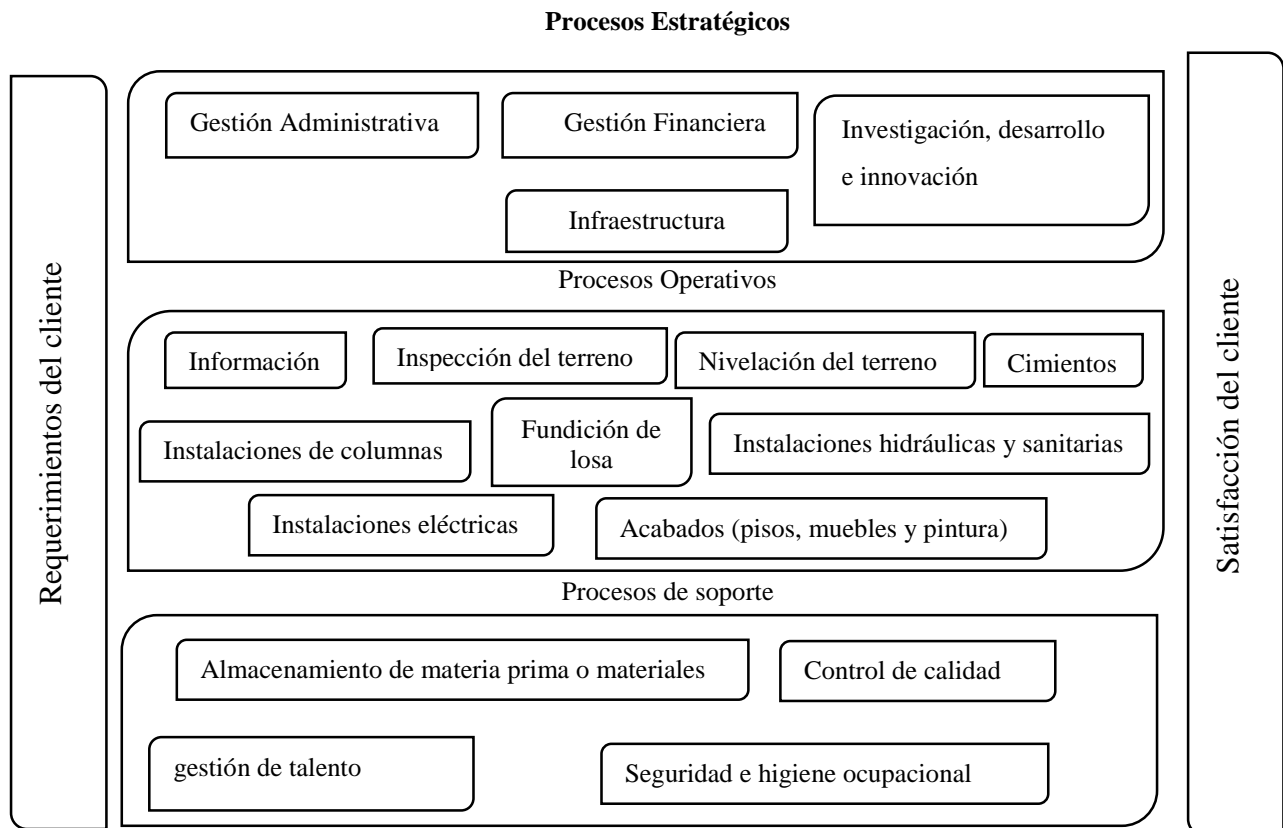 Procesos Estratégicos
Requerimientos del cliente
Gestión Administrativa
Gestión Financiera
Investigación, desarrollo
e innovación
Infraestructura
Procesos Operativos
Información
Inspección del terreno
Nivelación del terreno
Cimientos
Instalaciones de columnas
Fundición de
losa
Instalaciones hidráulicas y sanitarias
Instalaciones eléctricas
Acabados (pisos, muebles y pintura)
Procesos de soporte
Almacenamiento de materia prima o materiales
Control de calidad
gestión de talento
Seguridad e higiene ocupacional
Satisfacción del cliente